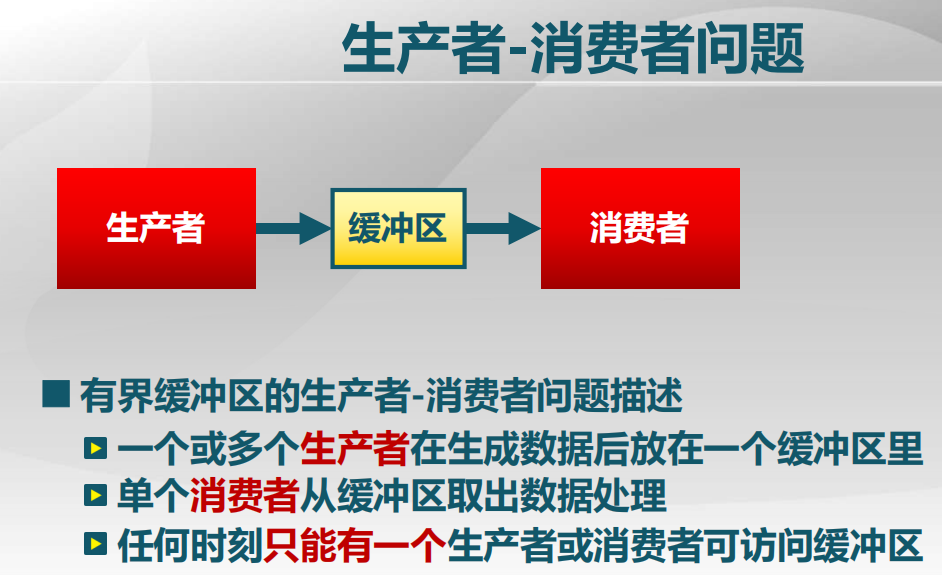 生产者-消费者问题
生产者
缓冲区
消费者
有界缓冲区的生产者-消费者问题描述
一个或多个生产者在生成数据后放在一个缓冲区里
单个消费者从缓冲区取出数据处理
任何时刻只能有一个生产者或消费者可访问缓冲区